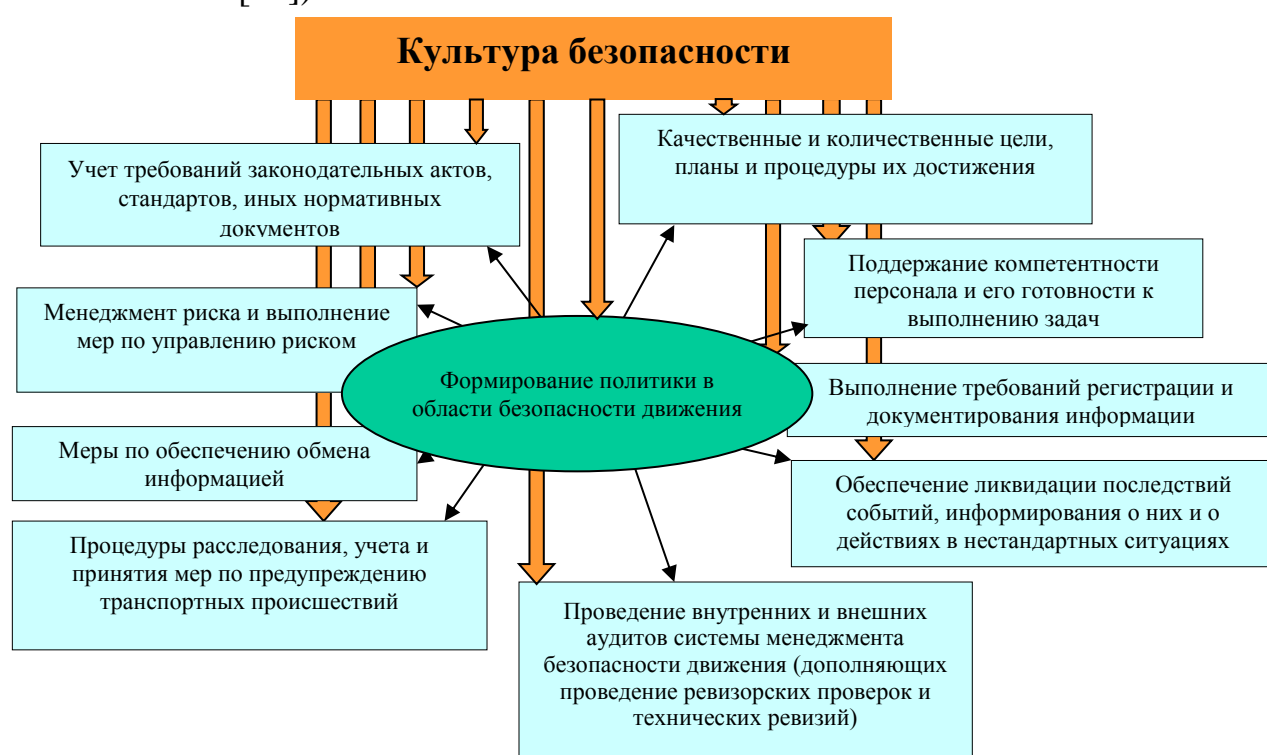 Культура безопасности
Учет требований законодательных актов,
стандартов, иных нормативных
документов
Качественные и количественные цели,
планы и процедуры их достижения
Поддержание компетентности
персонала и его готовности к
выполнению задач
Менеджмент риска и выполнение
мер по управлению риском
Формирование политики в
области безопасности движения
Выполнение требований регистрации и
документирования информации
Меры по обеспечению обмена
информацией
Обеспечение ликвидации последствий
событий, информирования о них и о
действиях в нестандартных ситуациях
Процедуры расследования, учета и
принятия мер по предупреждению
транспортных происшествий
Проведение внутренних и внешних
аудитов системы менеджмента
безопасности движения (дополняющих
проведение ревизорских проверок и
технических ревизий)